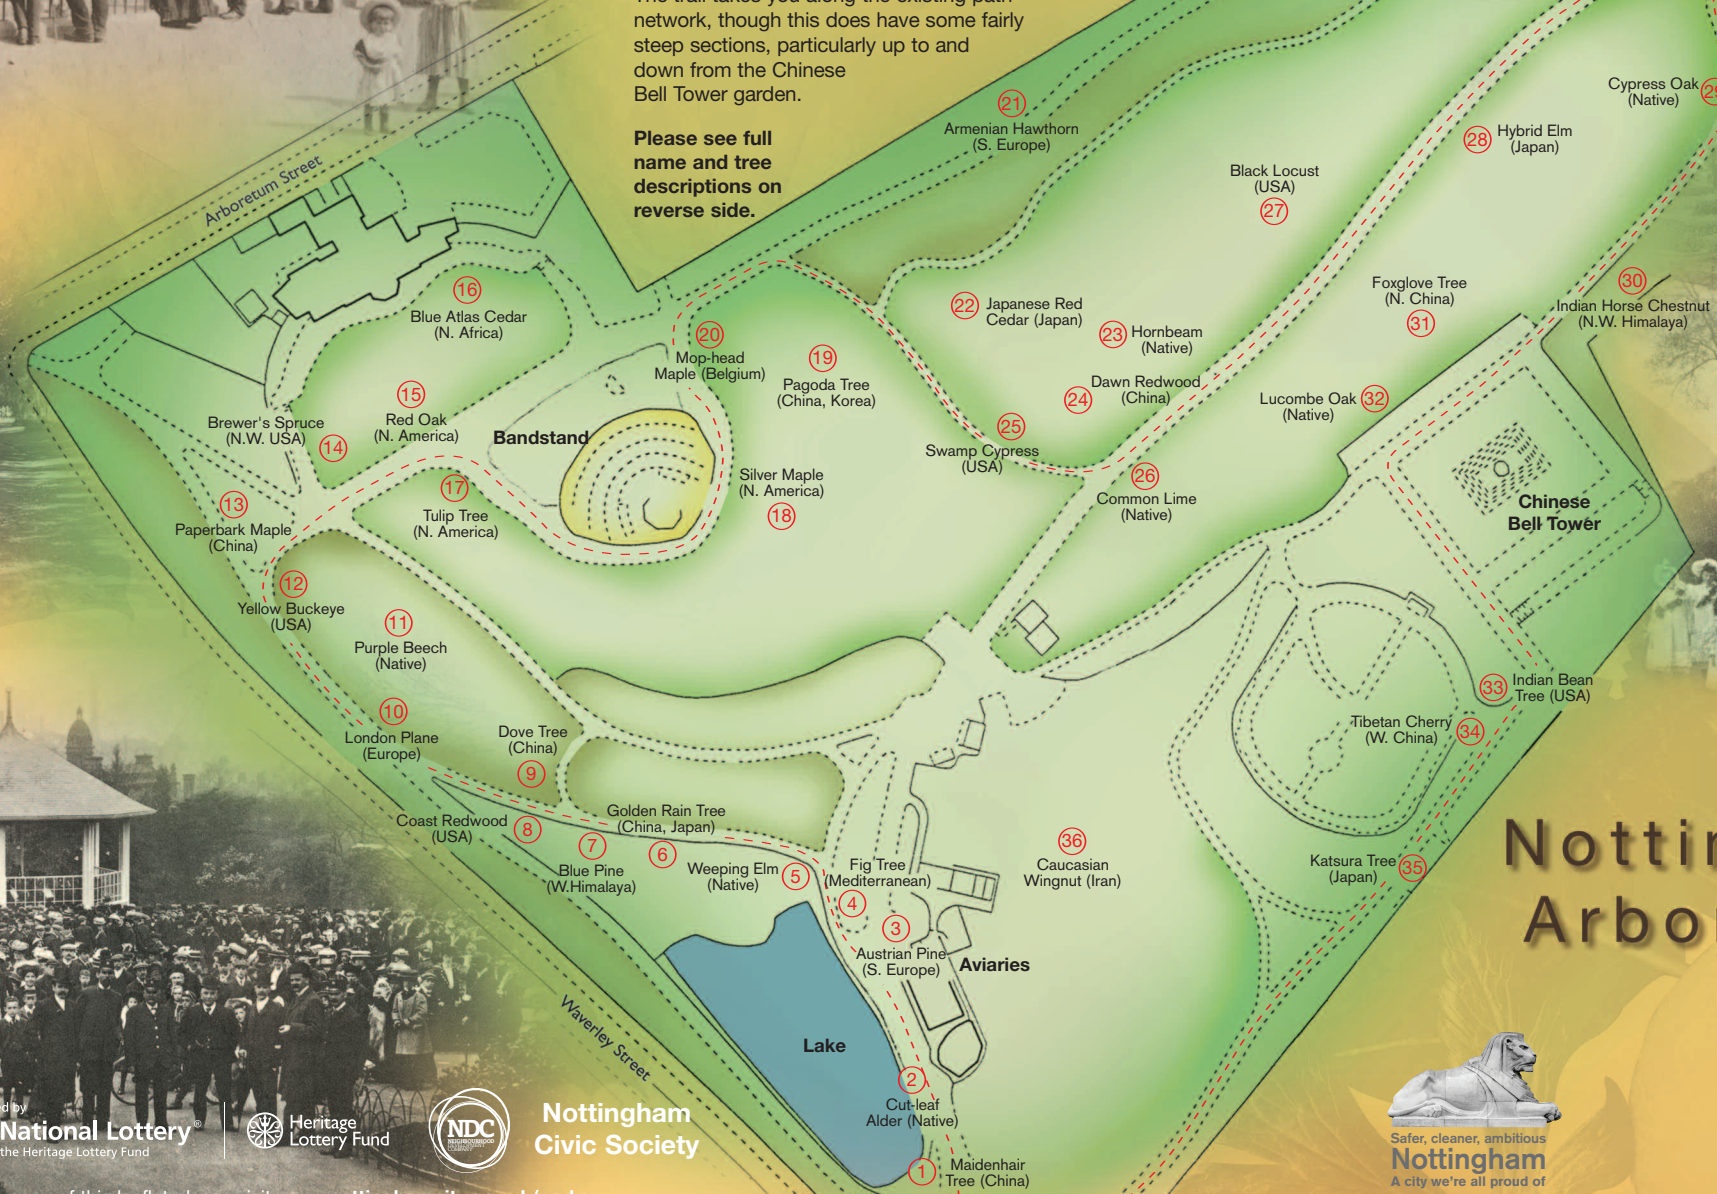 network, though this does have some fairly
steep sections, particularly up to and
down from the Chinese
Bell Tower garden.
Please see full
name and tree
descriptions on
reverse side.
Arboretum Street
21
Armenian Hawthorn
(S. Europe)
Cypress Oak
(Native)
29
28
Hybrid Elm
(Japan)
Black Locust
(USA)
27
30
Indian Horse Chestnut
(N.W. Himalaya)
Foxglove Tree
(N. China)
31
16
Blue Atlas Cedar
(N. Africa)
22
Japanese Red
Cedar (Japan)
23
Hornbeam
(Native)
20
Mop-head
Maple (Belgium)
19
Pagoda Tree
(China, Korea)
24
Dawn Redwood
(China)
Lucombe Oak
(Native)
32
15
Red Oak
(N. America)
Brewer's Spruce
(N.W. USA)
14
Bandstand
25
Swamp Cypress
(USA)
26
Common Lime
(Native)
Silver Maple
(N. America)
18
17
Tulip Tree
(N. America)
13
Paperbark Maple
(China)
Chinese
Bell Tower
12
Yellow Buckeye
(USA)
11
Purple Beech
(Native)
10
London Plane
(Europe)
Dove Tree
(China)
9
33
Indian Bean
Tree (USA)
Tibetan Cherry
(W. China)
34
Coast Redwood
(USA)
8
7
Blue Pine
(W.Himalaya)
Golden Rain Tree
(China, Japan)
6
Weeping Elm
(Native)
5
Fig Tree
(Mediterranean)
4
3
Austrian Pine
(S. Europe)
Aviaries
36
Caucasian
Wingnut (Iran)
Katsura Tree
(Japan)
35
Lake
Waverley Street
2
Cut-leaf
Alder (Native)
1
Maidenhair
Tree (China)
Nottin
Arbor
ed by
National Lottery®
the Heritage Lottery Fund
Heritage
Lottery Fund
NDC
NEIGHBOURHOOD
DEVELOPMENT
COMPANY
Nottingham
Civic Society
Safer, cleaner, ambitious
Nottingham
A city we're all proud of